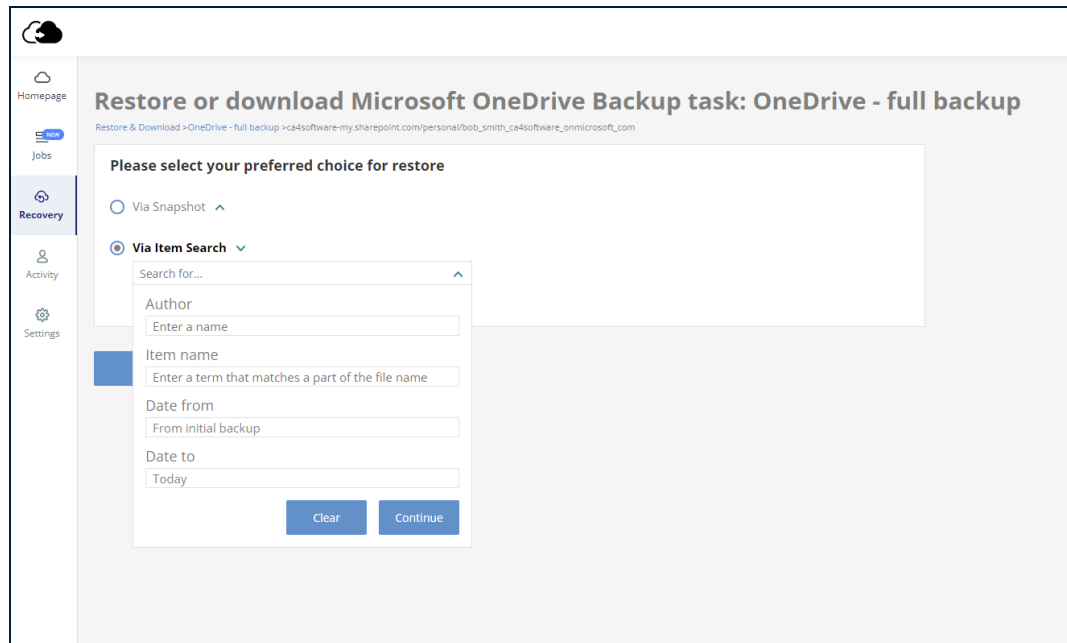 Homepage
NEW
Jobs
Recovery
Activity
Settings
Restore or download Microsoft OneDrive Backup task: OneDrive - full backup
Restore & Download >OneDrive - full backup >ca4software-my.sharepoint.com/personal/bob_smith_ca4software_onmicrosoft_com
Please select your preferred choice for restore
Via Snapshot
Via Item Search
Search for...
Author
Enter a name
Item name
Enter a term that matches a part of the file name
Date from
From initial backup
Date to
Today
Clear Continue